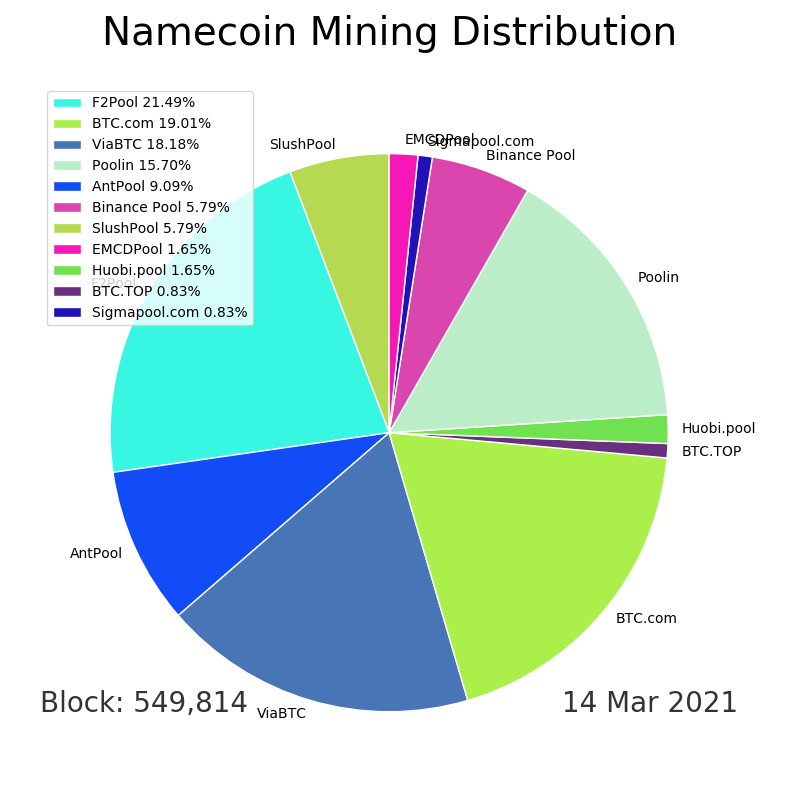 Namecoin Mining Distribution
F2Pool 21.49%
BTC.com 19.01%
ViaBTC 18.18%
Poolin 15.70%
AntPool 9.09%
Binance Pool 5.79%
SlushPool 5.79%
EMCDPool 1.65%
Huobi.pool 1.65%
BTC.TOP 0.83%
Sigmapool.com 0.83%
SlushPool
EMCDPool
Sigmapool.com
Binance Pool
F2Pool
Poolin
Huobi.pool
BTC.TOP
AntPool
BTC.com
ViaBTC
Block: 549,814
14 Mar 2021